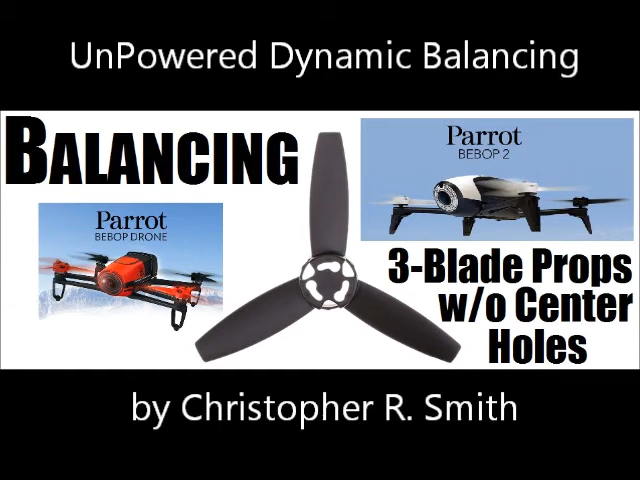 UnPowered Dynamic Balancing
BALANCING
Parrot
BEBOP DRONE
Parrot
BEBOP 2
3-Blade Props
w/o Center
Holes
by Christopher R. Smith